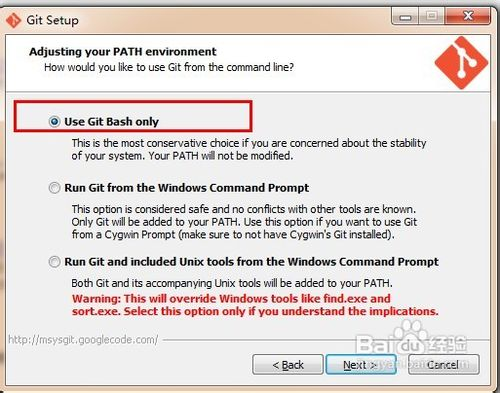 Git Setup
Adjusting your PATH environment
How would you like to use Git from the command line?
Use Git Bash only
This is the most conservative choice if you are concerned about the stability
of your system. Your PATH will not be modified.
Run Git from the Windows Command Prompt
This option is considered safe and no conflicts with other tools are known.
Only Git will be added to your PATH. Use this option if you want to use Git
from a Cygwin Prompt (make sure to not have Cygwin's Git installed).
Run Git and included Unix tools from the Windows Command Prompt
Both Git and its accompanying Unix tools will be added to your PATH.
Warning: This will override Windows tools like find.exe and
sort.exe. Select this option only if you understand the implications.
http://msysgit.googlecode.com/
Baidu 经验
jingyan.baidu.com
< Back
Next >
Cancel